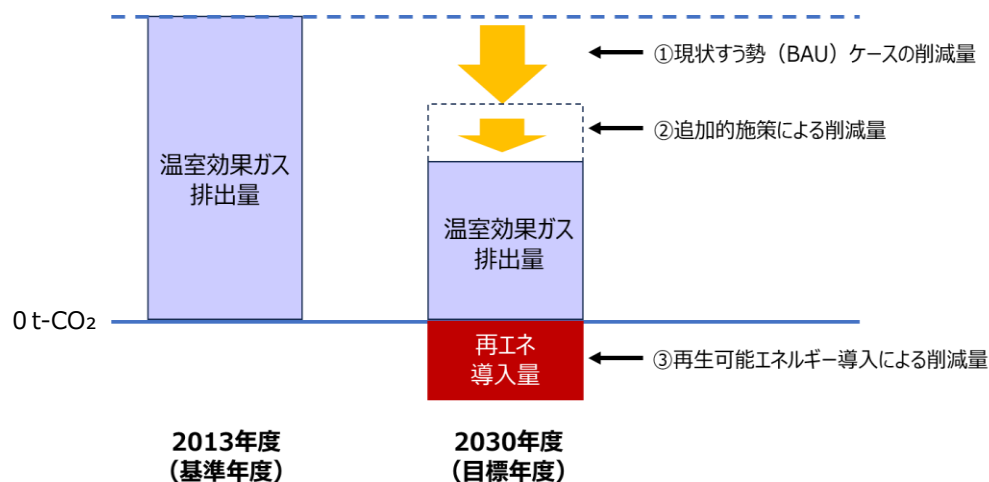 ①現状すう勢（BAU）ケースの削減量
②追加的施策による削減量
温室効果ガス
排出量
温室効果ガス
排出量
0 t-CO₂
再エネ
導入量
③再生可能エネルギー導入による削減量
2013年度
（基準年度）
2030年度
（目標年度）